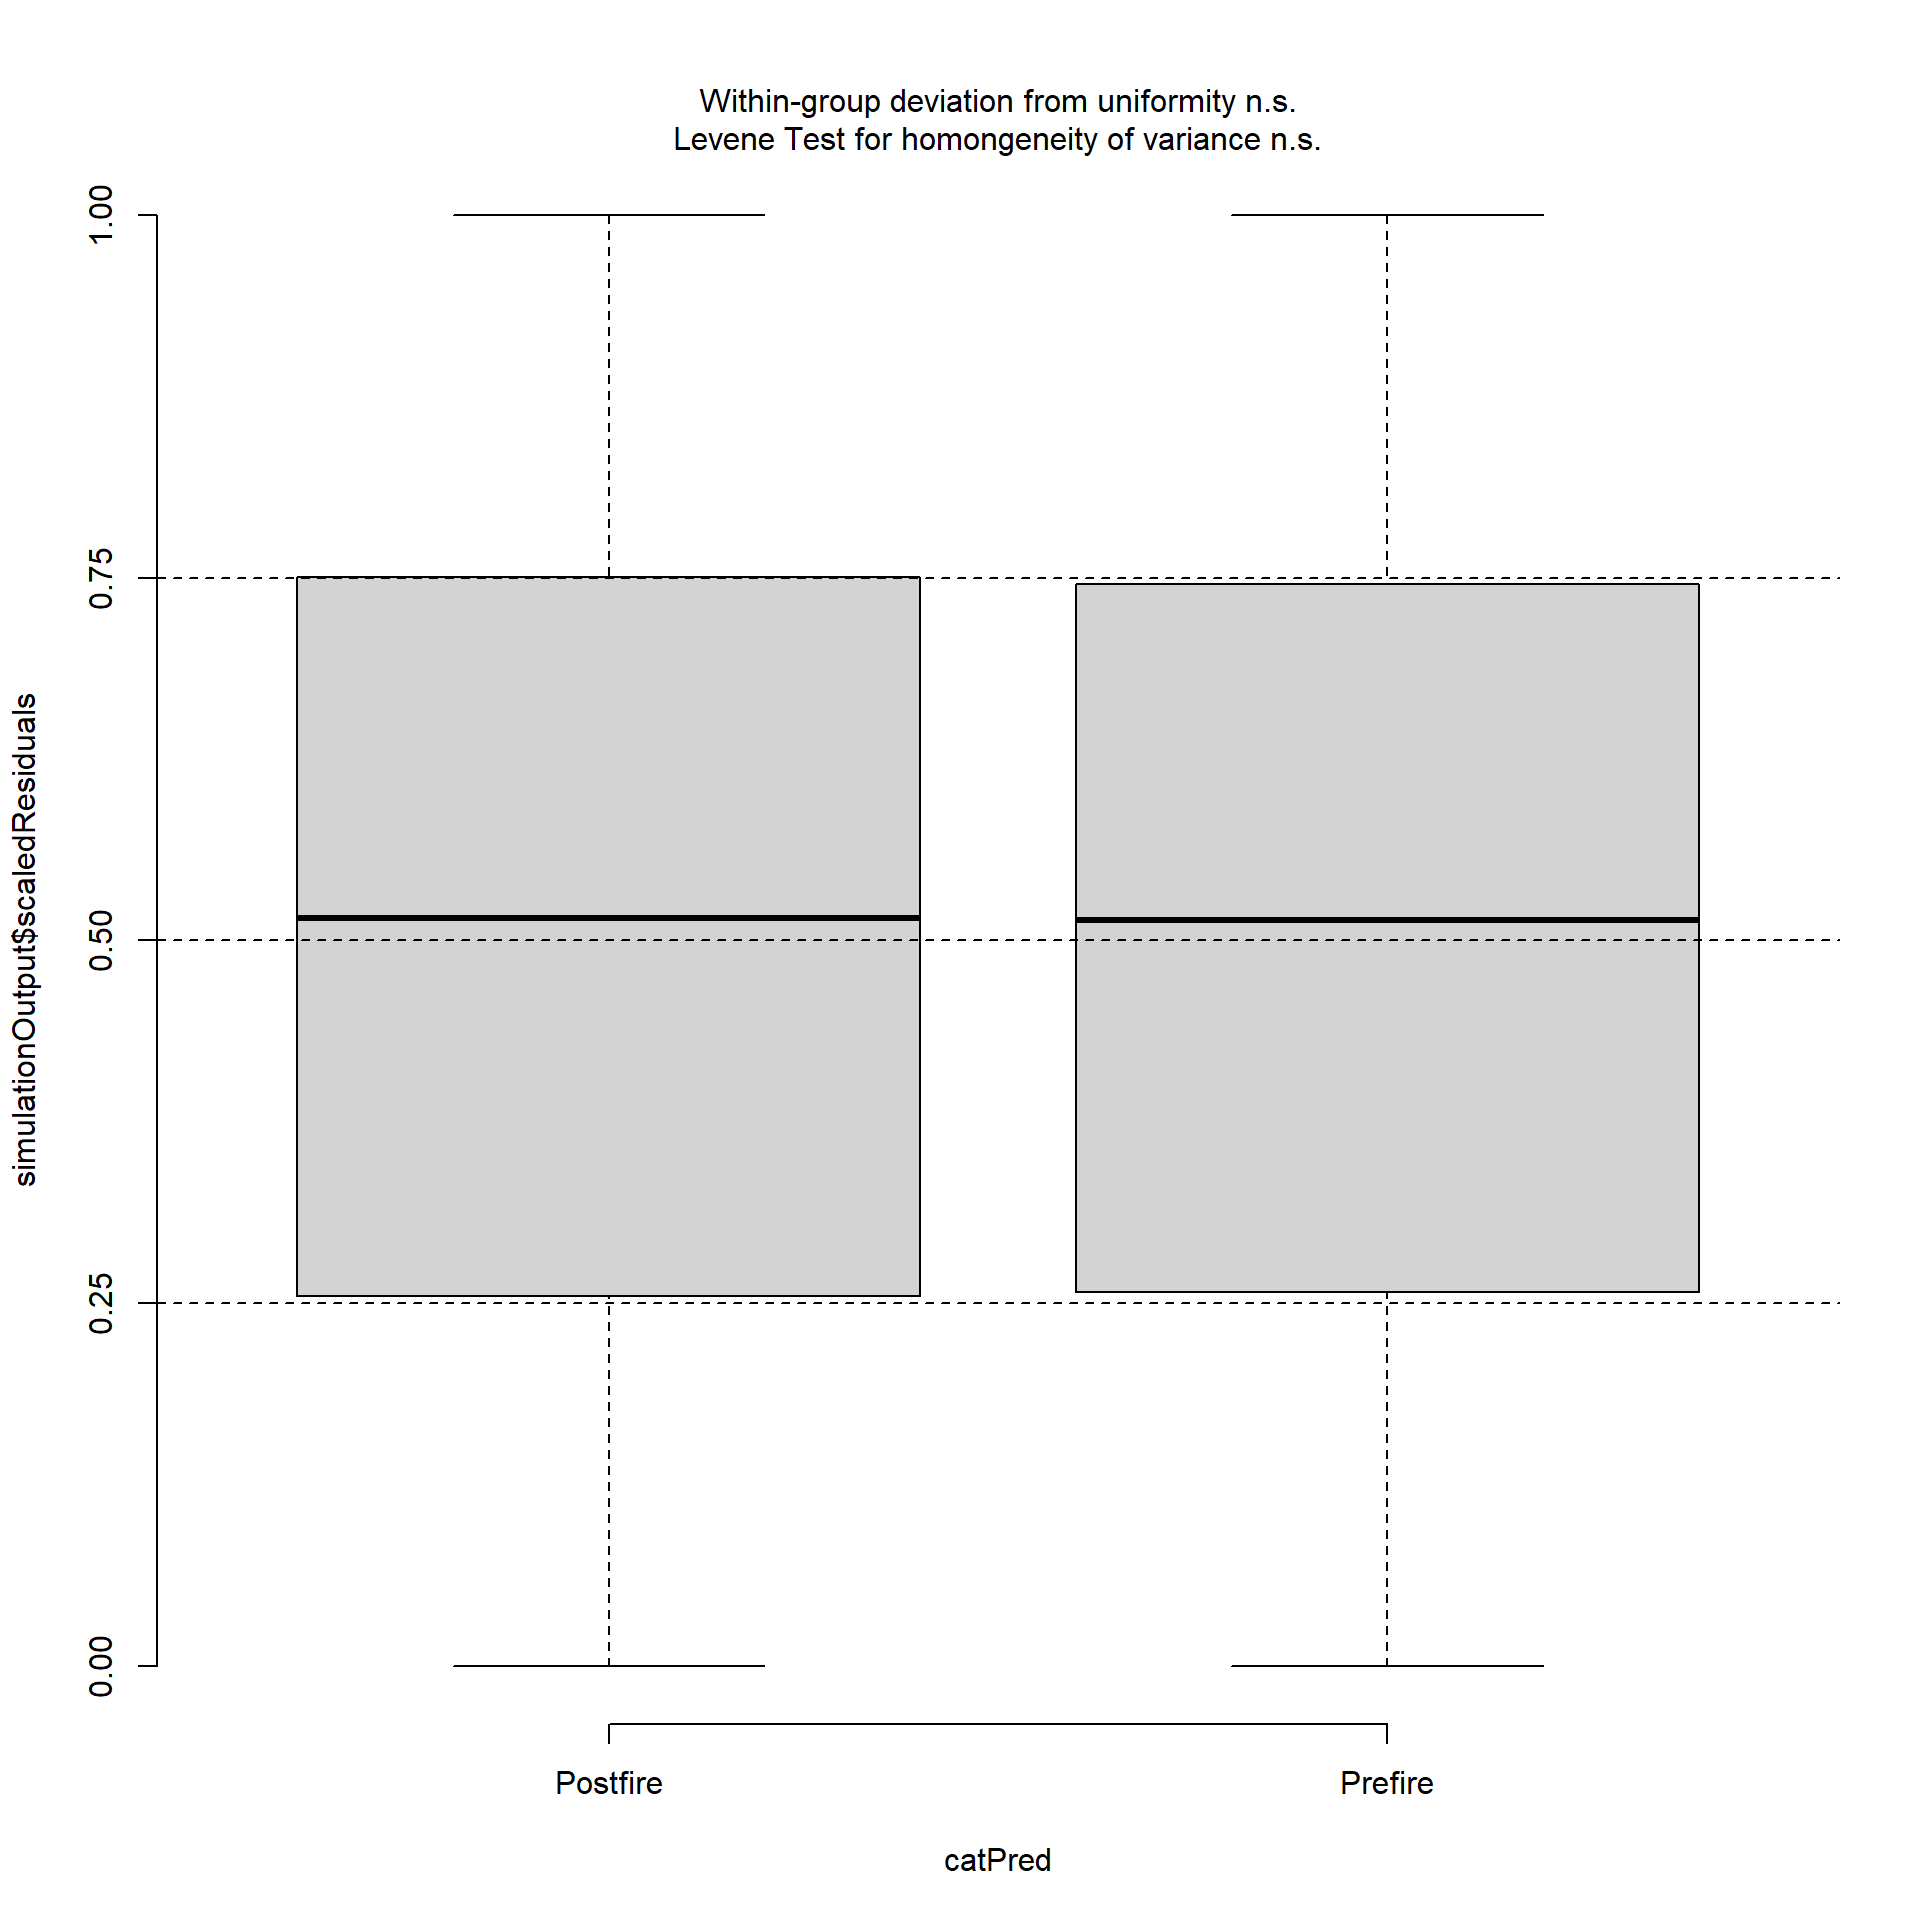 Within-group deviation from uniformity n.s.
Levene Test for homongeneity of variance n.s.
simulationOutput$scaledResiduals
1.00
0.75
0.50
0.25
0.00
Postfire
Prefire
catPred